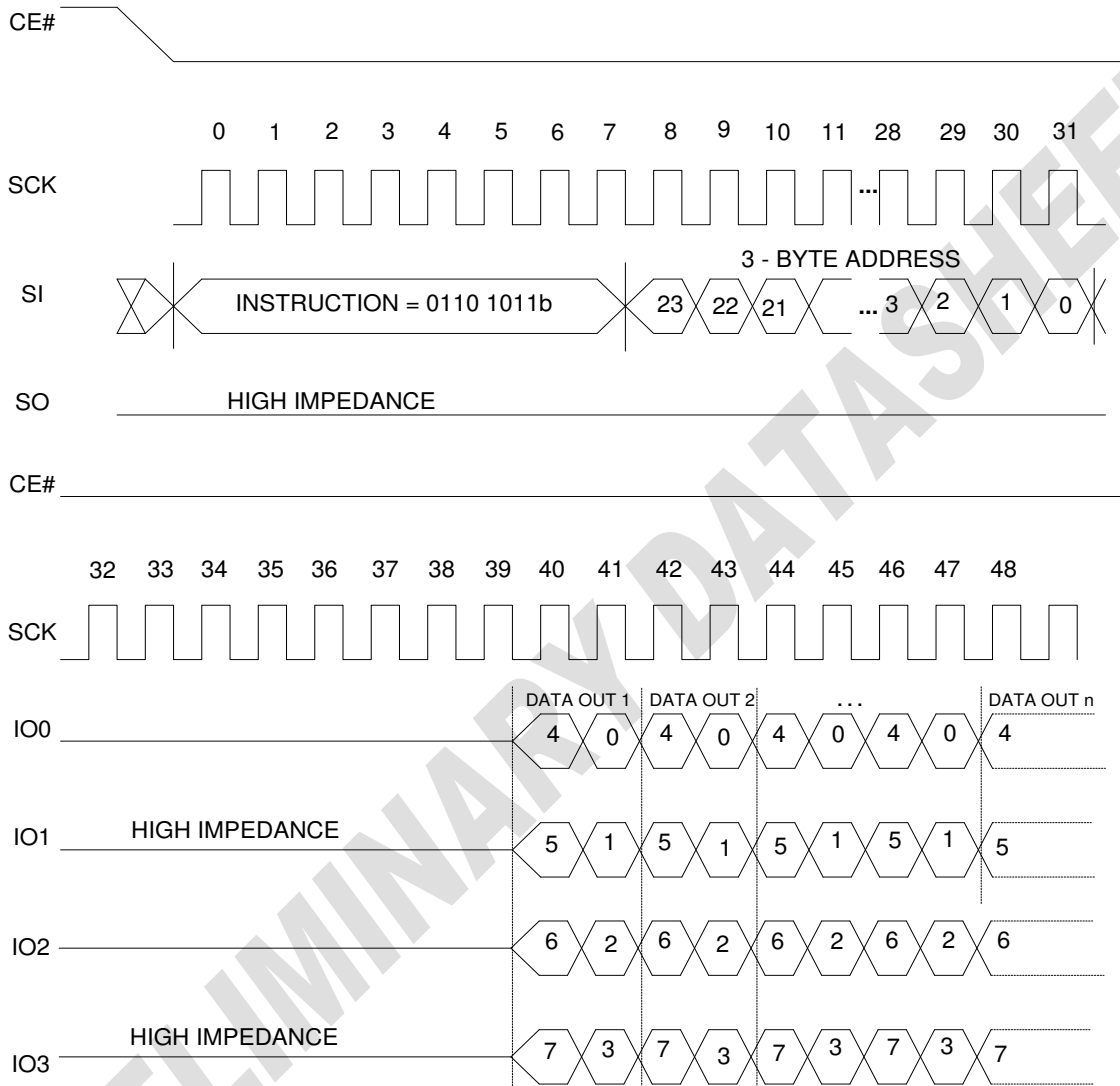 CE#
0 1 2 3 4 5 6 7 8 9 10 11 28 29 30 31
SCK ...
3 - BYTE ADDRESS
SI INSTRUCTION = 0110 1011b 23 22 21 ... 3 2 1 0
SO HIGH IMPEDANCE
CE#
32 33 34 35 36 37 38 39 40 41 42 43 44 45 46 47 48
SCK
DATA OUT 1 DATA OUT 2 ... DATA OUT n
IO0 4 0 4 0 4 0 4 0 4
IO1 HIGH IMPEDANCE 5 1 5 1 5 1 5 1 5
IO2 6 2 6 2 6 2 6 2 6
HIGH IMPEDANCE
IO3 7 3 7 3 7 3 7 3 7
ELIMINARY DATASHEE